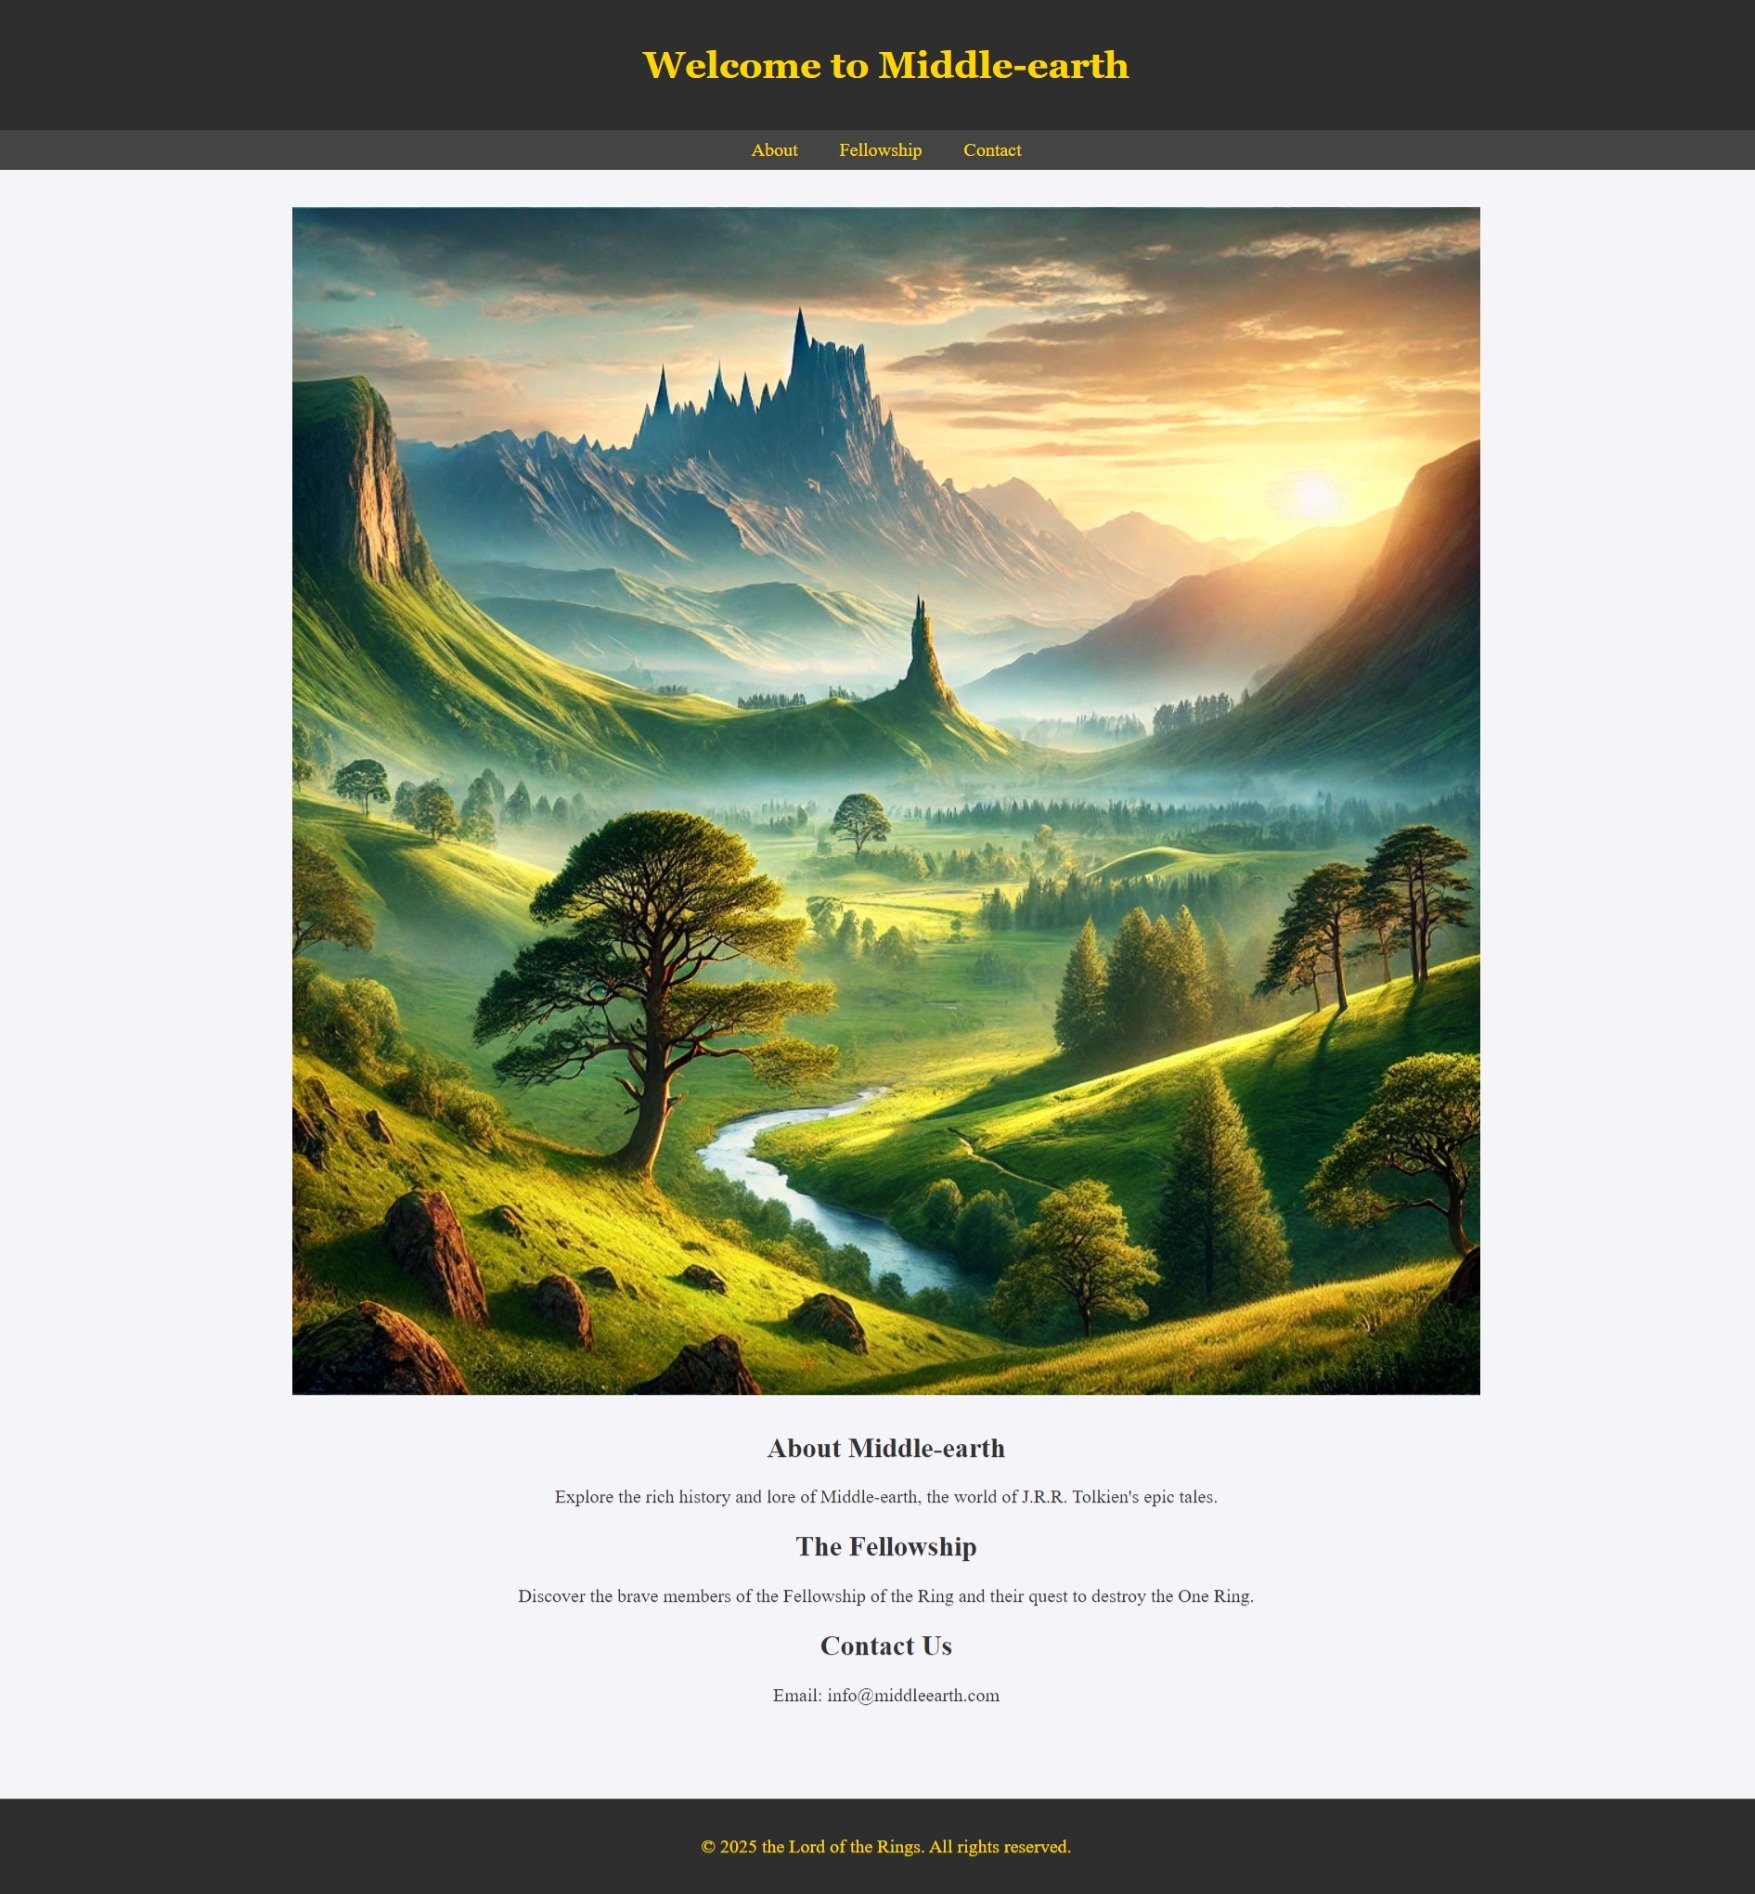 Welcome to Middle-earth
About Fellowship Contact
About Middle-earth
Explore the rich history and lore of Middle-earth, the world of J.R.R. Tolkien's epic tales.
The Fellowship
Discover the brave members of the Fellowship of the Ring and their quest to destroy the One Ring.
Contact Us
Email: info@middleearth.com
© 2025 the Lord of the Rings. All rights reserved.